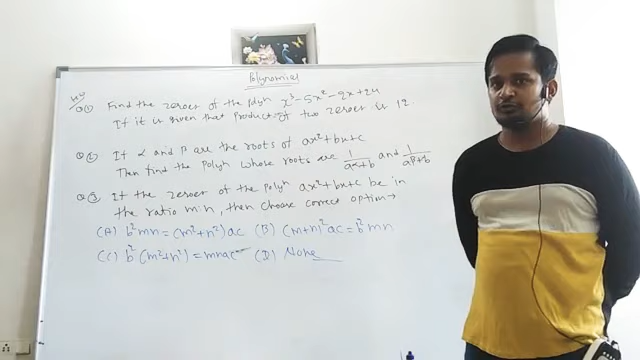 Polynomial
HW
Q① Find the zeroes of the polyn x³-5x²-2x+24
If it is given that product of two zeroes is 12.
Q② If α and β are the roots of ax²+bx+c
Then find the polyn whose roots are 1/(aα+b) and 1/(aβ+b)
Q③ If the zeroes of the polyn ax²+bx+c be in
the ratio m:n, then choose correct option→
(A) b²mn = (m²+n²)ac (B) (m+n)²ac = b²mn
(C) b²(m²+n²) = mnac (D) None